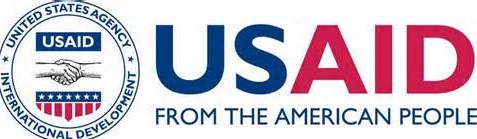 UNITED STATES AGENCY
USAID
INTERNATIONAL DEVELOPMENT
USAID
FROM THE AMERICAN PEOPLE